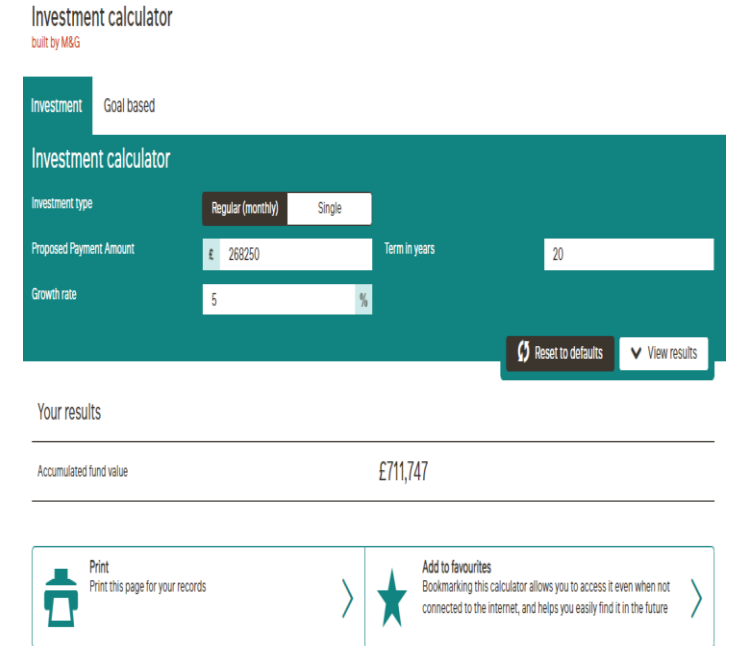 Investment calculator
built by M&G
Investment Goal based
Investment calculator
Investment type Regular (monthly) Single
Proposed Payment Amount £ 268250 Term in years 20
Growth rate 5 %
Reset to defaults View results
Your results
Accumulated fund value £711,747
Print
Print this page for your records
Add to favourites
Bookmarking this calculator allows you to access it even when not
connected to the internet, and helps you easily find it in the future